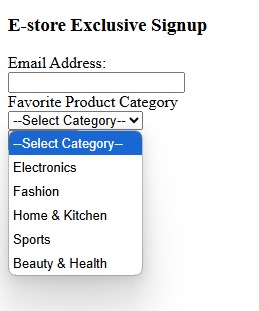 E-store Exclusive Signup
Email Address:
Favorite Product Category
--Select Category--
--Select Category--
Electronics
Fashion
Home & Kitchen
Sports
Beauty & Health